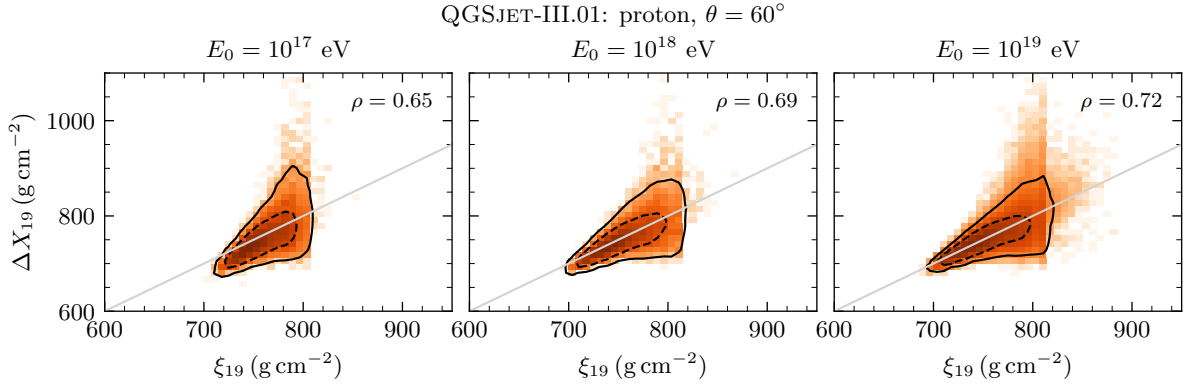 QGSJET-III.01: proton, θ = 60°
E₀ = 10¹⁷ eV
E₀ = 10¹⁸ eV
E₀ = 10¹⁹ eV
ρ = 0.65
ρ = 0.69
ρ = 0.72
ΔX₁₉ (g cm⁻²)
1000
800
600
600 700 800 900
600 700 800 900
600 700 800 900
ξ₁₉ (g cm⁻²)
ξ₁₉ (g cm⁻²)
ξ₁₉ (g cm⁻²)